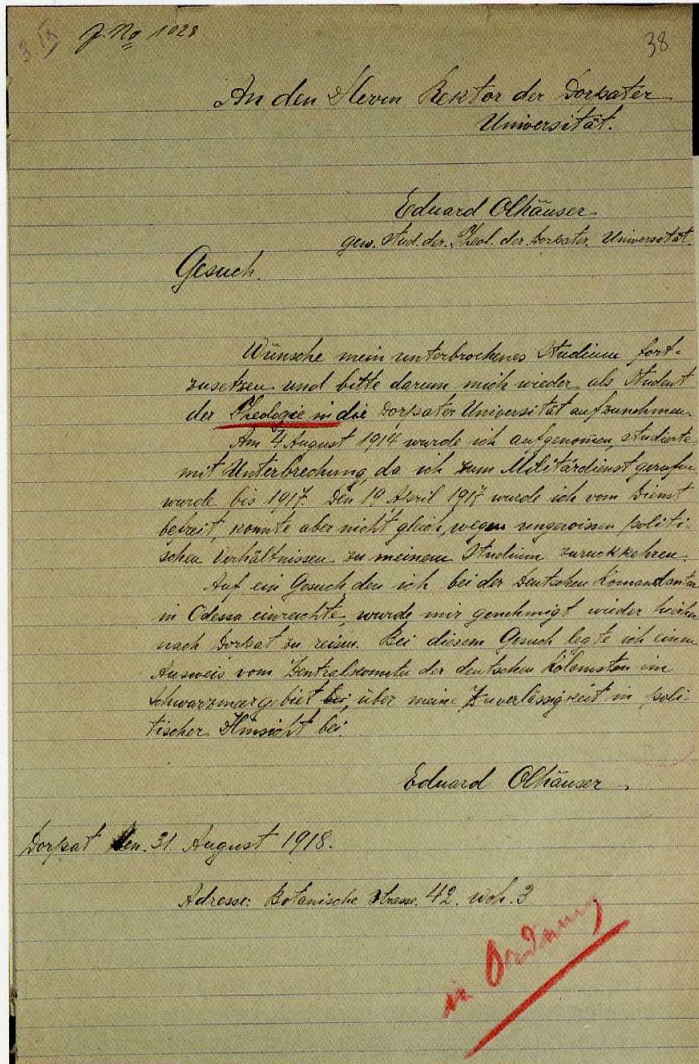 3. IX J. No 1028
38
An den Herrn Rektor der Dorpater
Universität.
Eduard Olhäuser
gew. Stud. der Theol. der Dorpater Universität.
Gesuch.
Wünsche mein unterbrochenes Studium fort-
zusetzen und bitte darum mich wieder als Student
der Theologie in die Dorpater Universität aufzunehmen.
Am 4 August 1914 wurde ich aufgenomen, studierte
mit Unterbrechung, da ich zum Militärdienst gerufen
wurde bis 1917. Den 19 April 1917 wurde ich vom Dienst
befreit, konnte aber nicht gleich, wegen ungewissen politi-
schen Verhältnissen zu meinem Studium zurückkehren.
Auf ein Gesuch, den ich bei der Deutschen Komandantur
in Odessa einreichte, wurde mir genehmigt wieder hierher
nach Dorpat zu reisen. Bei diesem Gesuch legte ich einen
Ausweis vom Zentralkomitee der deutschen Kolonisten im
Schwarzmeergebiet bei, über meine Zuverlässigkeit in poli-
tischer Hinsicht bei.
Eduard Olhäuser.
Dorpat den 31. August 1918.
Adresse: Botanische Strasse. 42. woh. 3
in Ordnung